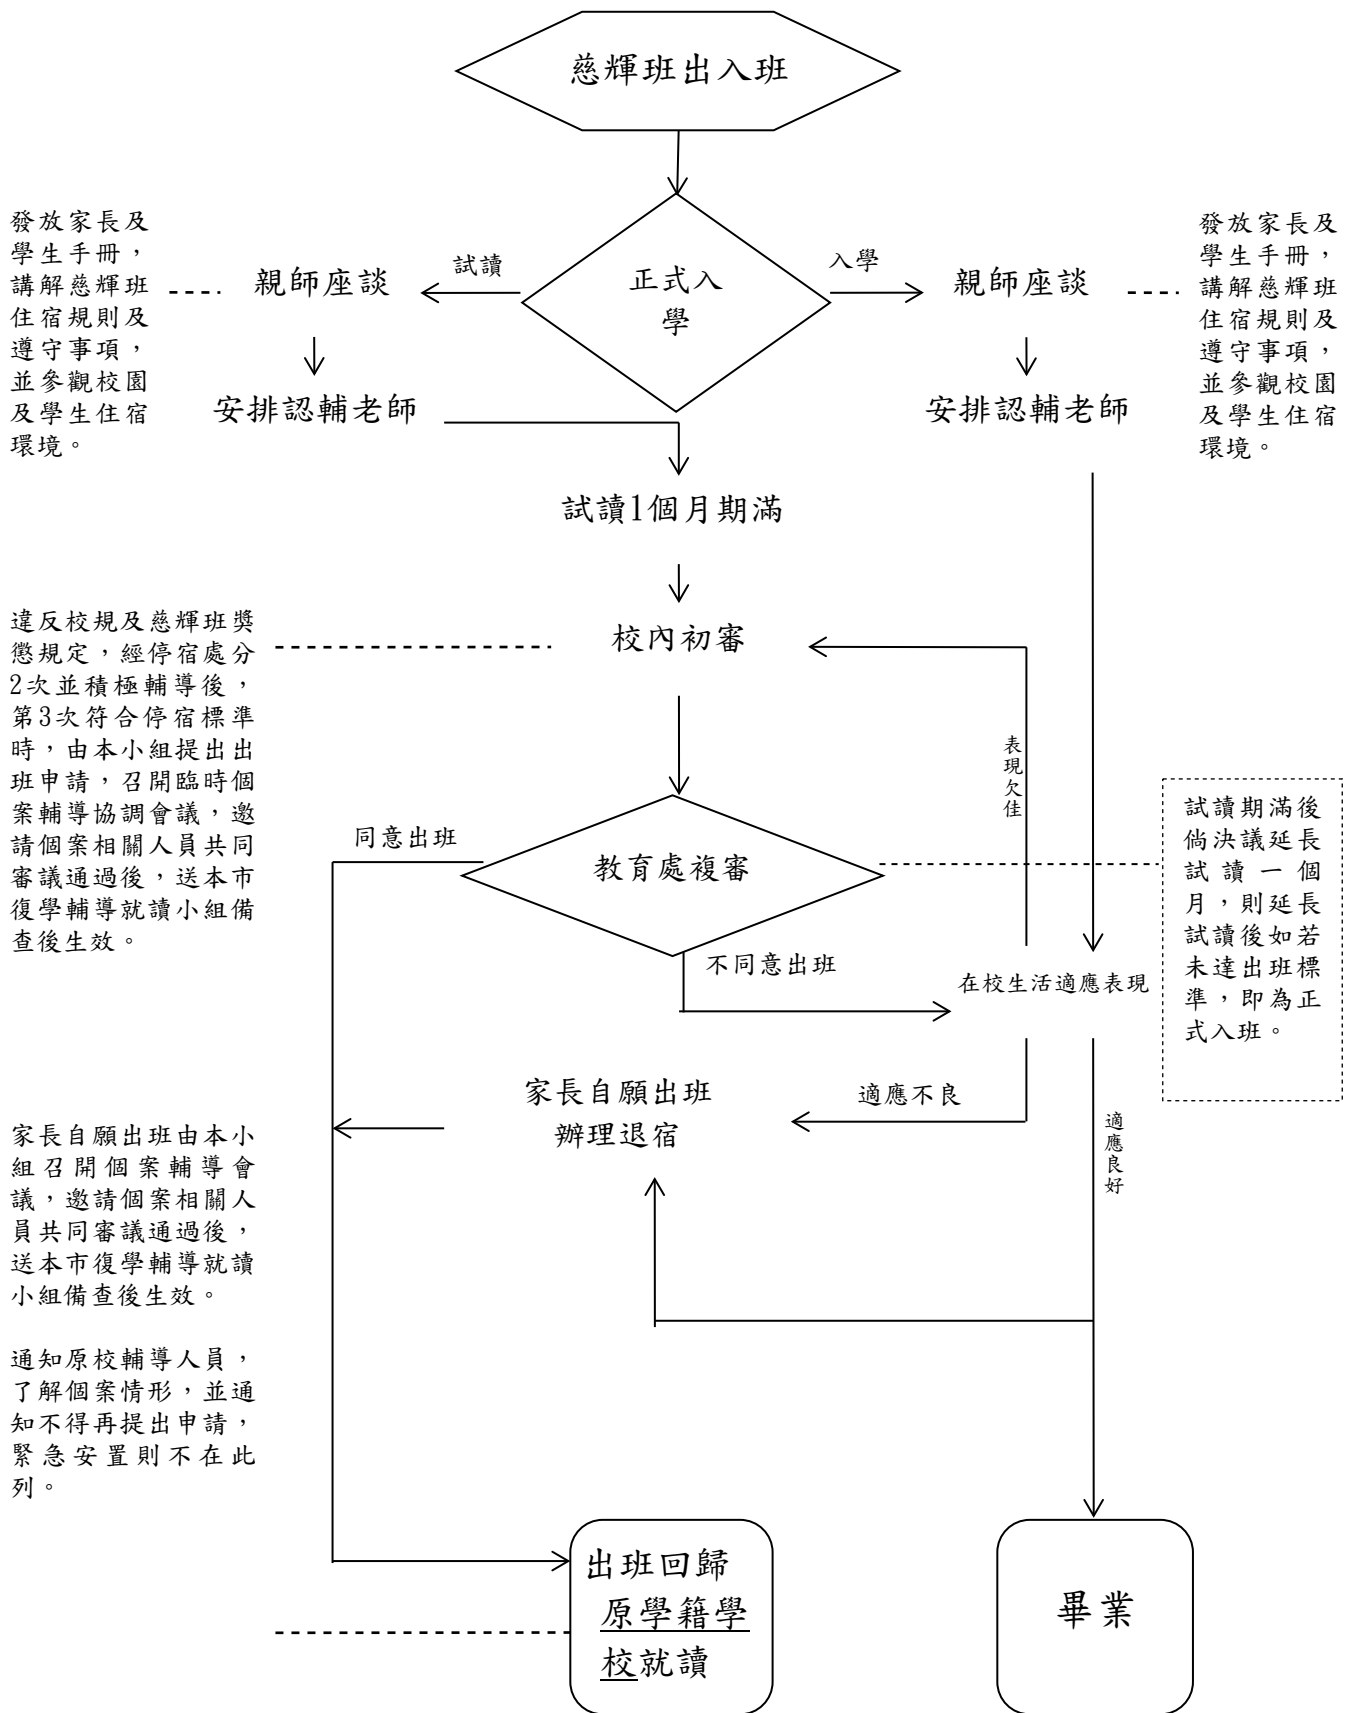 慈輝班出入班
發放家長及
學生手冊，
講解慈輝班
住宿規則及
遵守事項，
並參觀校園
及學生住宿
環境。
親師座談
試讀
正式入
學
入學
親師座談
發放家長及
學生手冊，
講解慈輝班
住宿規則及
遵守事項，
並參觀校園
及學生住宿
環境。
安排認輔老師
安排認輔老師
試讀1個月期滿
違反校規及慈輝班獎
懲規定，經停宿處分
2次並積極輔導後，
第3次符合停宿標準
時，由本小組提出出
班申請，召開臨時個
案輔導協調會議，邀
請個案相關人員共同
審議通過後，送本市
復學輔導就讀小組備
查後生效。
校內初審
表現欠佳
同意出班
教育處複審
試讀期滿後
倘決議延長
試讀一個
月，則延長
試讀後如若
未達出班標
準，即為正
式入班。
不同意出班
在校生活適應表現
家長自願出班
辦理退宿
適應不良
適應良好
家長自願出班由本小
組召開個案輔導會
議，邀請個案相關人
員共同審議通過後，
送本市復學輔導就讀
小組備查後生效。
通知原校輔導人員，
了解個案情形，並通
知不得再提出申請，
緊急安置則不在此
列。
出班回歸
原學籍學
校就讀
畢業